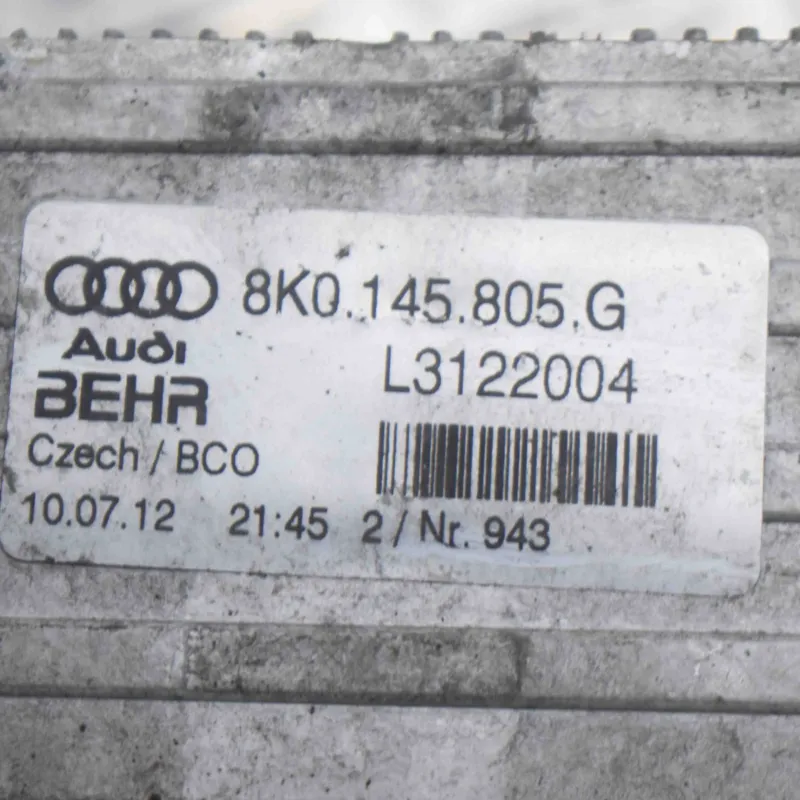 8K0.145.805.G
Audi
L3122004
BEHR
Czech / BCO
10.07.12 21:45 2 / Nr. 943